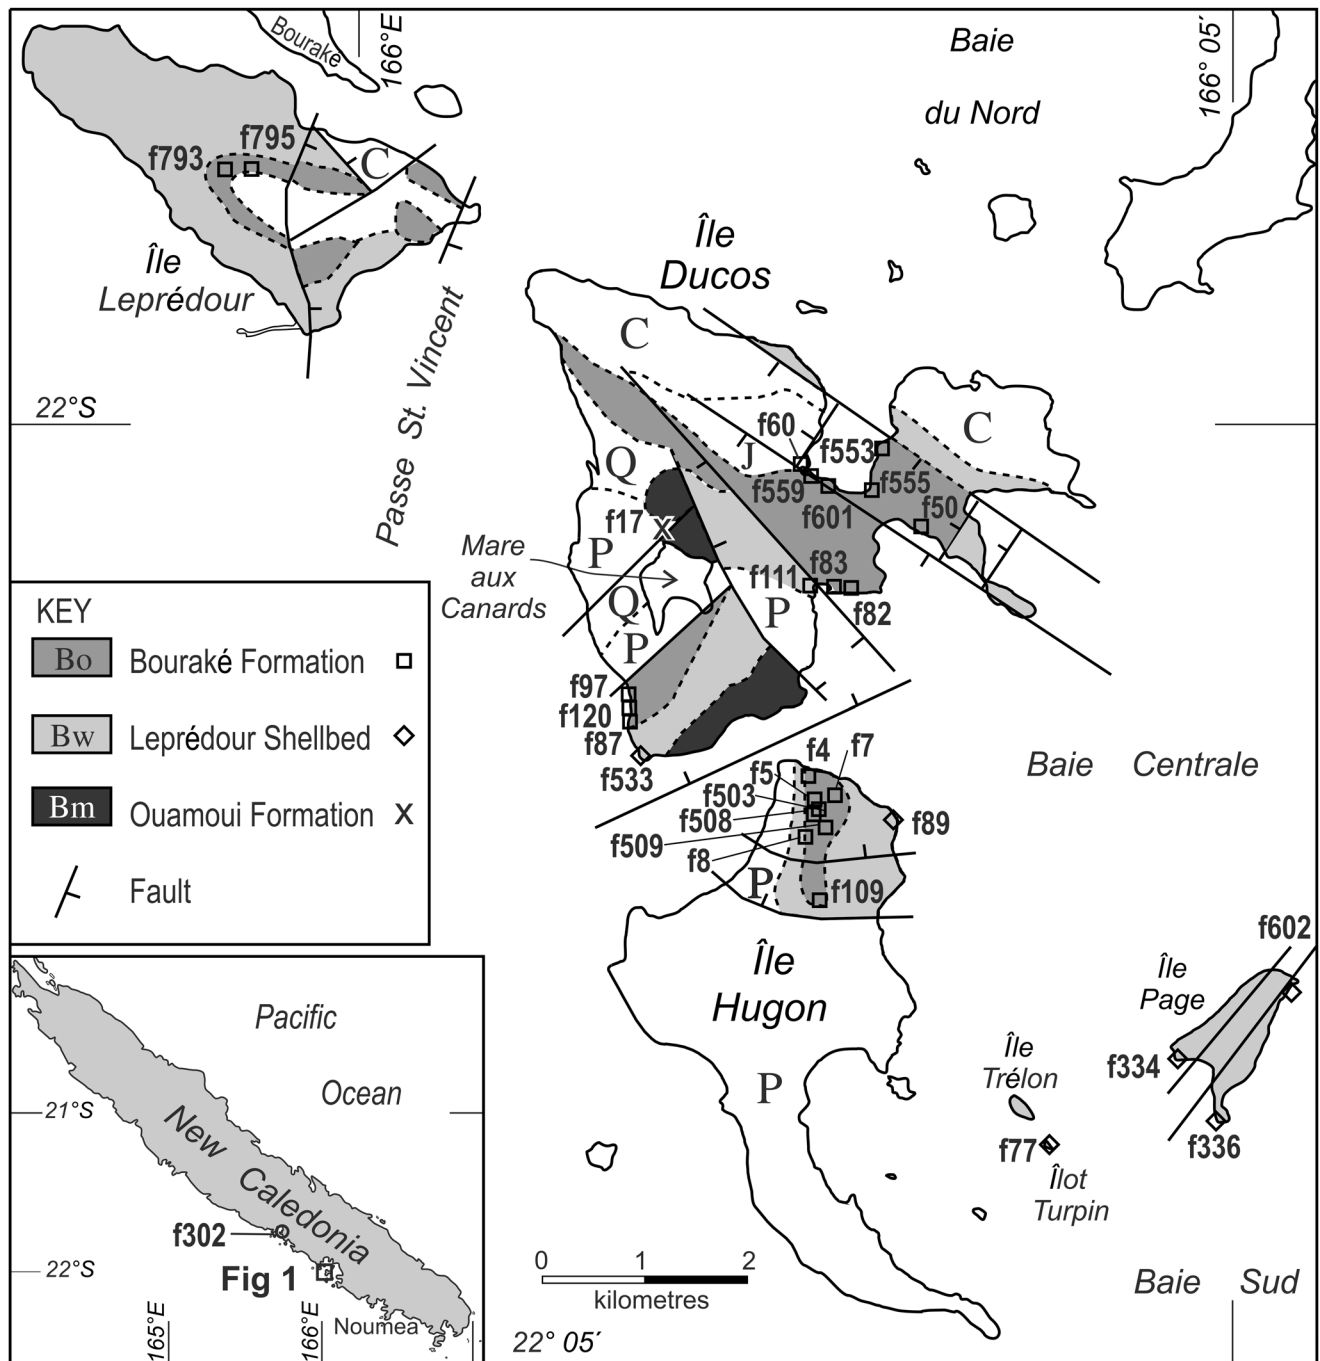 Bouraké
166°E
Baie
du Nord
166° 05′
f795
f793
C
Île
Leprédour
Passe St. Vincent
Île
Ducos
C
22°S
C
f60
J
f553
Q
f559
f555
f601
f50
f17
P
Mare
aux
Canards
f111
f83
Q
P
f82
P
f97
f120
f87
f533
KEY
Bo Bouraké Formation
Bw Leprédour Shellbed
Bm Ouamoui Formation X
Fault
Baie Centrale
f4
f7
f5
f503
f508
f509
f8
f89
P
f109
Île
Hugon
P
f602
Île
Page
f334
f336
Île
Trélon
f77
Îlot
Turpin
Baie Sud
0 1 2
kilometres
22° 05′
Pacific
Ocean
21°S
New Caledonia
f302
Fig 1
22°S
165°E
166°E
Noumea